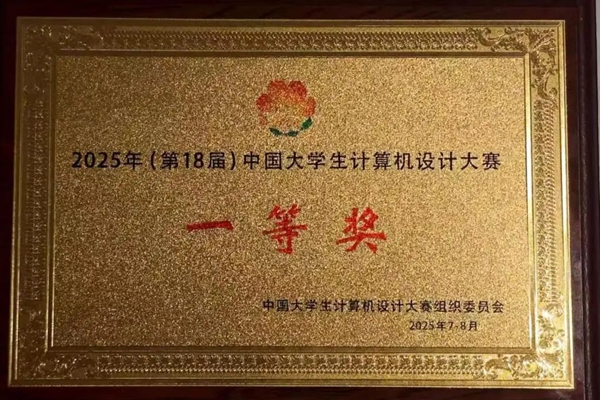 2025年（第18届）中国大学生计算机设计大赛
一等奖
中国大学生计算机设计大赛组织委员会
2025年7-8月